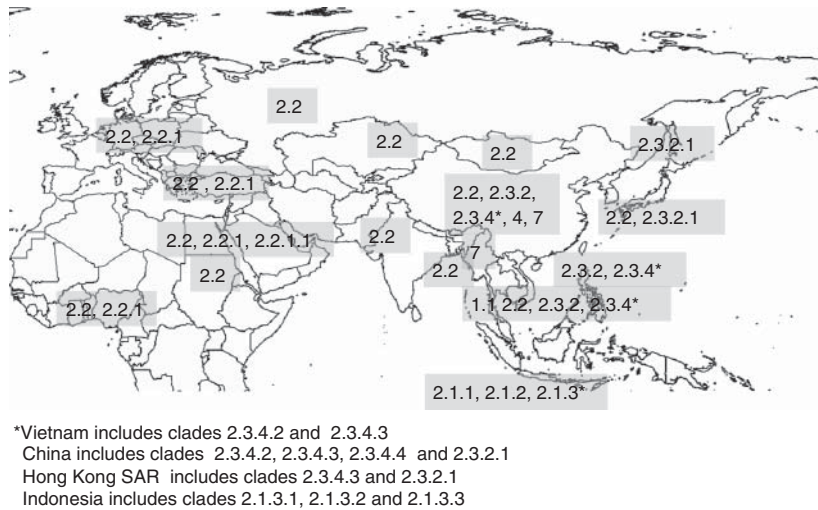 2.2
2.2, 2.2.1
2.2
2.2
2.3.2.1
2.2 , 2.2.1
2.2, 2.3.2,
2.3.4*, 4, 7
2.2, 2.3.2.1
2.2, 2.2.1, 2.2.1.1
2.2
7
2.2
2.2
2.3.2, 2.3.4*
2.2, 2.2.1
1.1 2.2, 2.3.2, 2.3.4*
2.1.1, 2.1.2, 2.1.3*
*Vietnam includes clades 2.3.4.2 and 2.3.4.3
China includes clades 2.3.4.2, 2.3.4.3, 2.3.4.4 and 2.3.2.1
Hong Kong SAR includes clades 2.3.4.3 and 2.3.2.1
Indonesia includes clades 2.1.3.1, 2.1.3.2 and 2.1.3.3